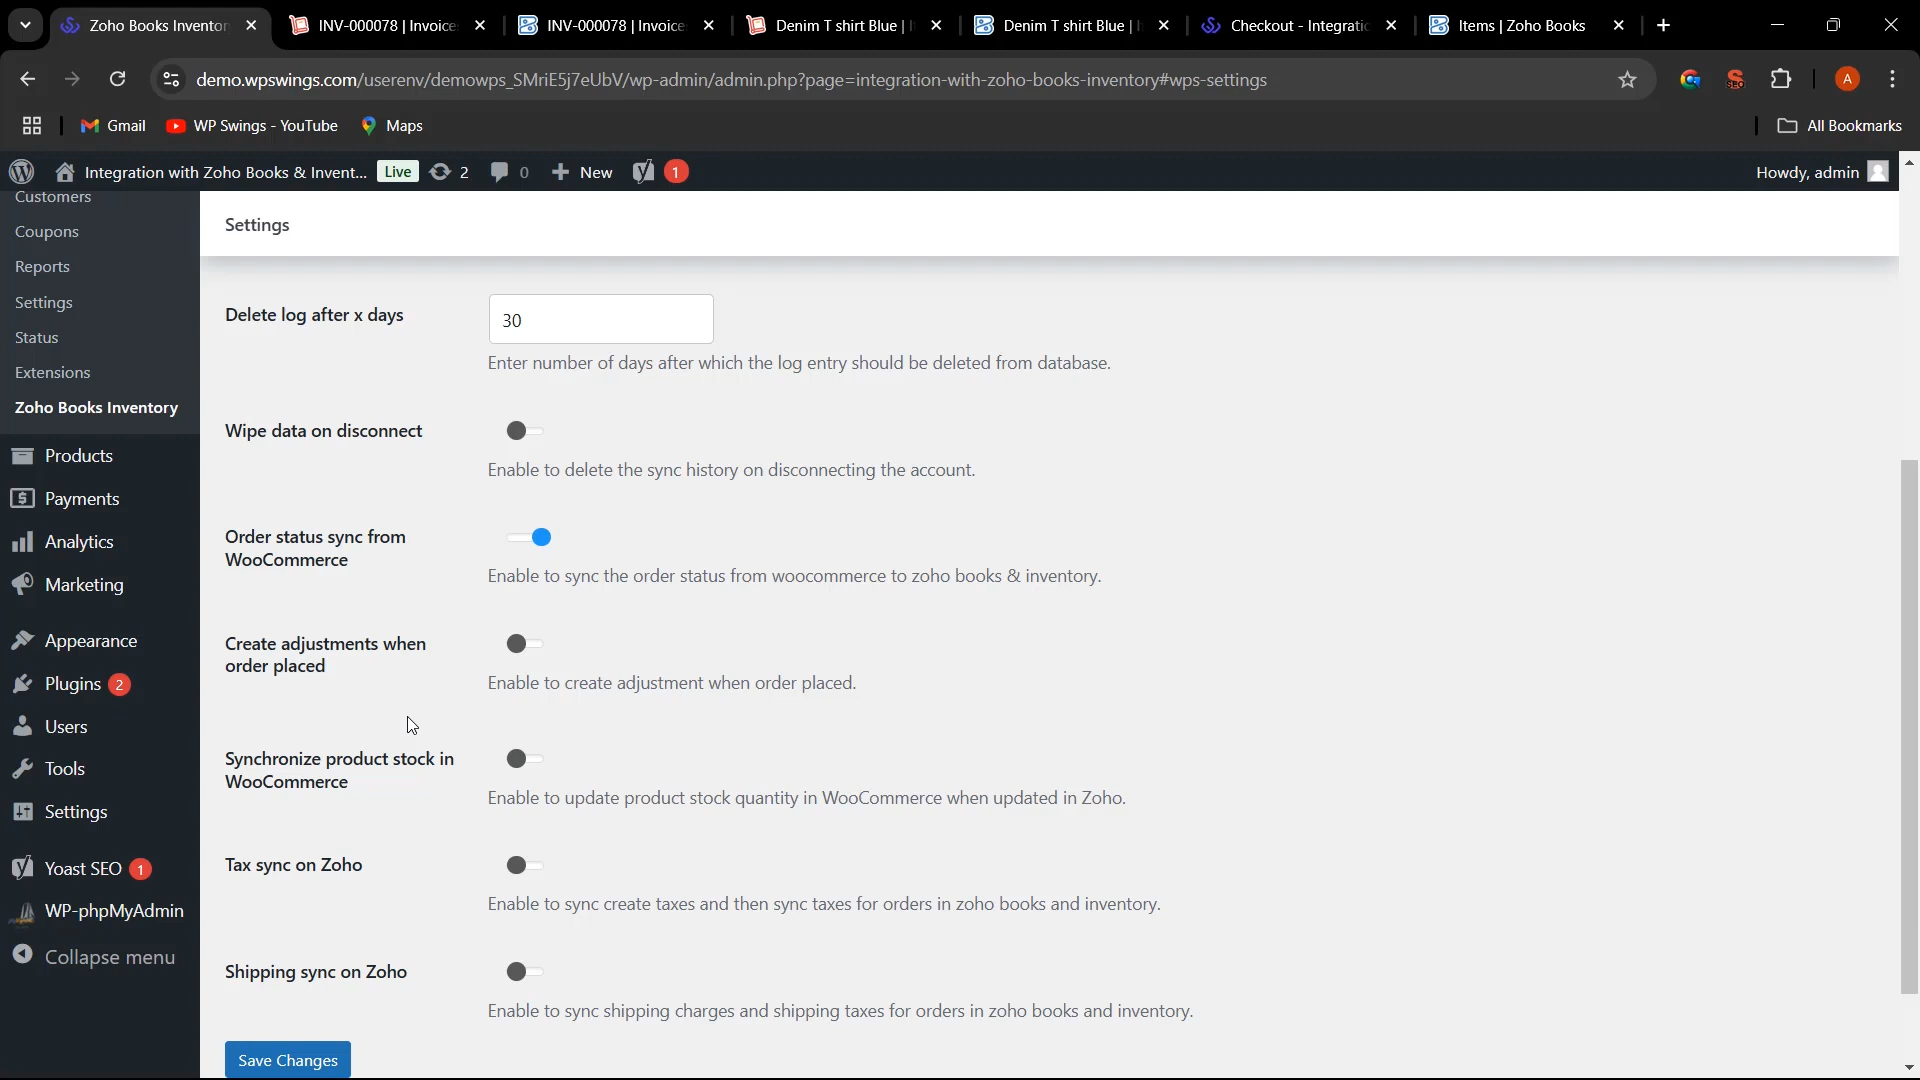 Zoho Books Inventor
INV-000078 | Invoice
INV-000078 | Invoice
Denim T shirt Blue |
Denim T shirt Blue |
Checkout - Integratio
Items | Zoho Books
demo.wpswings.com/userenv/demowps_SMriE5j7eUbV/wp-admin/admin.php?page=integration-with-zoho-books-inventory#wps-settings
SEO
A
Gmail
WP Swings - YouTube
Maps
All Bookmarks
Integration with Zoho Books & Invent...
Live
2
0
New
1
Howdy, admin
Customers
Coupons
Reports
Settings
Status
Extensions
Zoho Books Inventory
Products
Payments
Analytics
Marketing
Appearance
Plugins 2
Users
Tools
Settings
Yoast SEO 1
WP-phpMyAdmin
Collapse menu
Settings
Delete log after x days
30
Enter number of days after which the log entry should be deleted from database.
Wipe data on disconnect
Enable to delete the sync history on disconnecting the account.
Order status sync from
WooCommerce
Enable to sync the order status from woocommerce to zoho books & inventory.
Create adjustments when
order placed
Enable to create adjustment when order placed.
Synchronize product stock in
WooCommerce
Enable to update product stock quantity in WooCommerce when updated in Zoho.
Tax sync on Zoho
Enable to sync create taxes and then sync taxes for orders in zoho books and inventory.
Shipping sync on Zoho
Enable to sync shipping charges and shipping taxes for orders in zoho books and inventory.
Save Changes